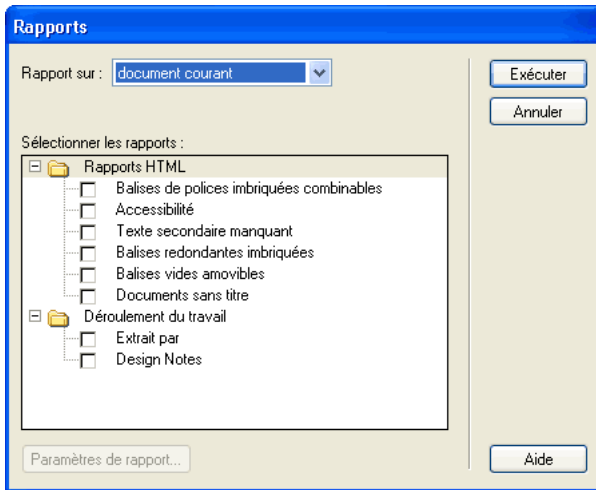 Rapports
Rapport sur : document courant
Exécuter
Annuler
Sélectionner les rapports :
Rapports HTML
Balises de polices imbriquées combinables
Accessibilité
Texte secondaire manquant
Balises redondantes imbriquées
Balises vides amovibles
Documents sans titre
Déroulement du travail
Extrait par
Design Notes
Paramètres de rapport...
Aide